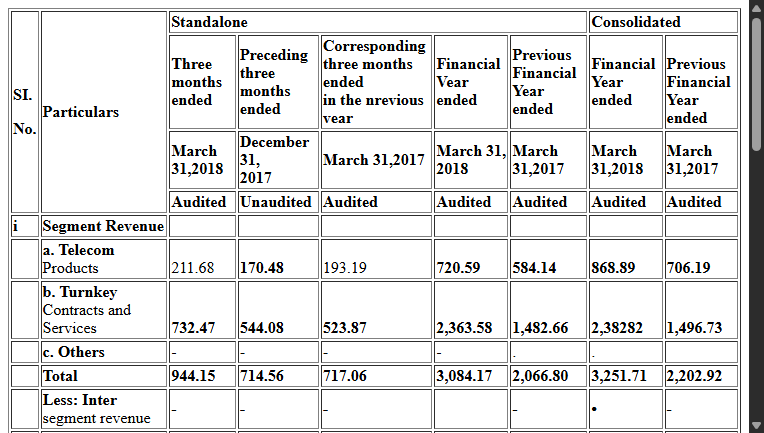 Standalone Consolidated
SI. No. Particulars Three months ended Preceding three months ended Corresponding three months ended in the nrevious year Financial Vear ended Previous Financial Year ended Financial Year ended Previous Financial Year ended
March 31,2018 December 31, 2017 March 31,2017 March 31, 2018 March 31,2017 March 31,2018 March 31,2017
Audited Unaudited Audited Audited Audited Audited Audited
i Segment Revenue
a. Telecom Products 211.68 170.48 193.19 720.59 584.14 868.89 706.19
b. Turnkey Contracts and Services 732.47 544.08 523.87 2,363.58 1,482.66 2,38282 1,496.73
c. Others - - - - . .
Total 944.15 714.56 717.06 3,084.17 2,066.80 3,251.71 2,202.92
Less: Inter segment revenue - - - - • -